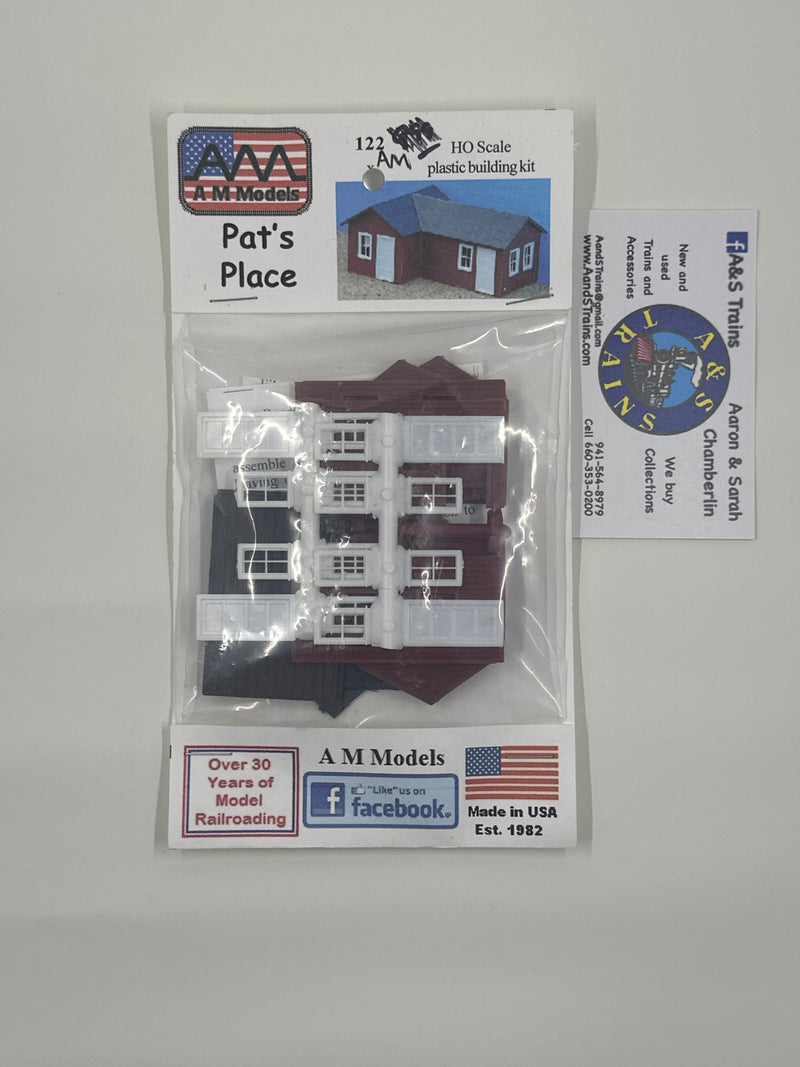 A M Models
Pat's
Place
122
AM
HO Scale
plastic building kit
assemble
to
Over 30
Years of
Model
Railroading
A M Models
"Like" us on
facebook
Made in USA
Est. 1982
A&S Trains
Aaron & Sarah
Chamberlin
A & S
TRAINS
New and
used
Trains and
Accessories
We buy
Collections
AandSTrains@gmail.com
www.AandSTrains.com
941-564-8979
Cell 660-353-0200